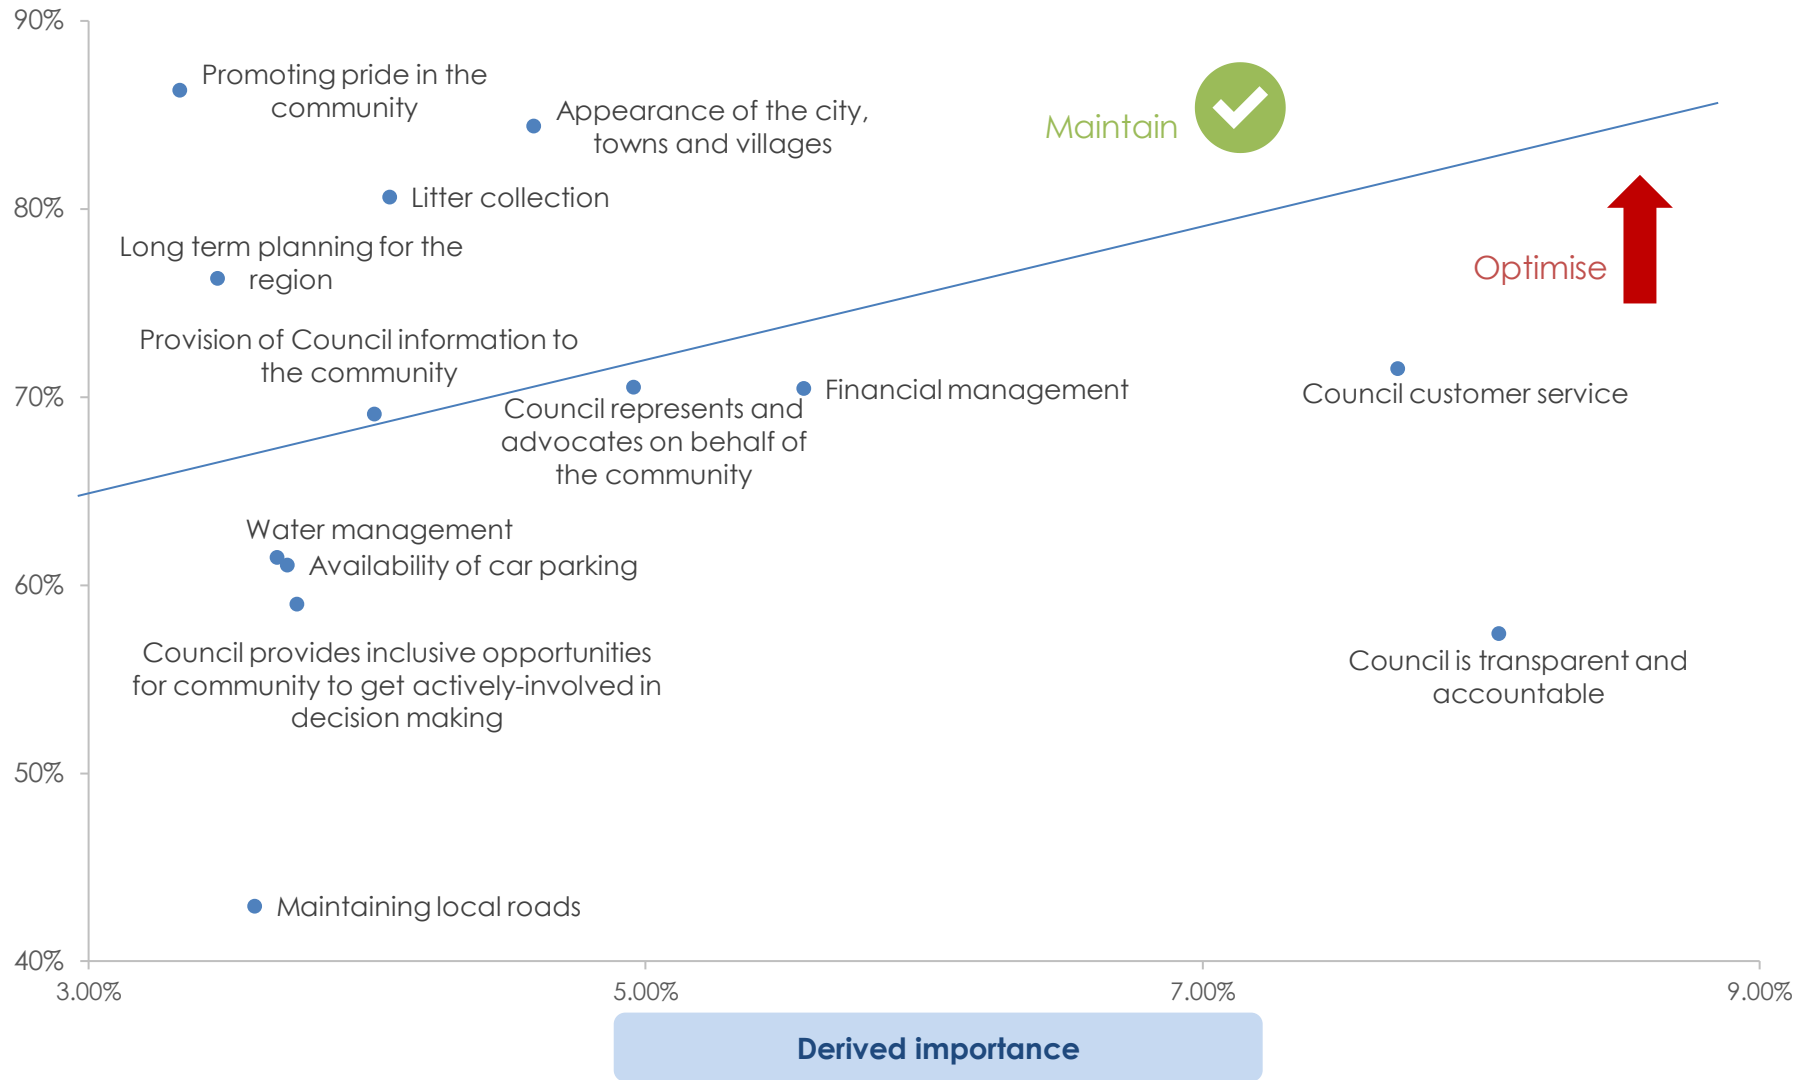 90%
Promoting pride in the
community
Appearance of the city,
towns and villages
Maintain
Litter collection
80%
Long term planning for the
region
Optimise
Provision of Council information to
the community
70%
Financial management
Council customer service
Council represents and
advocates on behalf of
the community
Water management
Availability of car parking
60%
Council provides inclusive opportunities
for community to get actively-involved in
decision making
Council is transparent and
accountable
50%
Maintaining local roads
40%
3.00%
5.00%
7.00%
9.00%
Derived importance